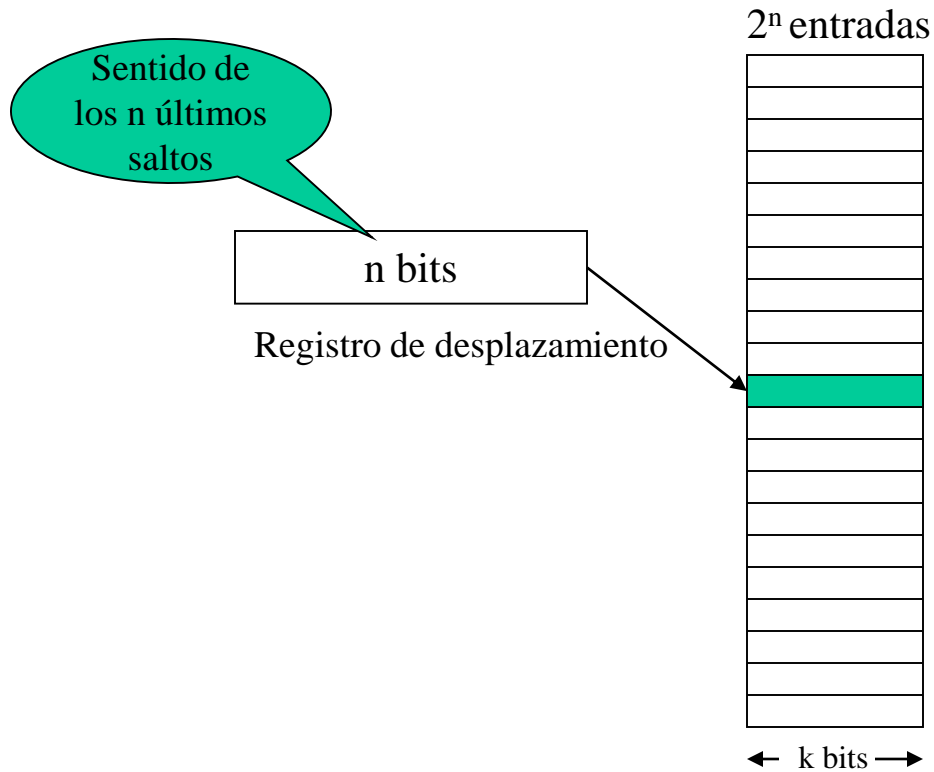 2ⁿ entradas
Sentido de
los n últimos
saltos
n bits
Registro de desplazamiento
k bits